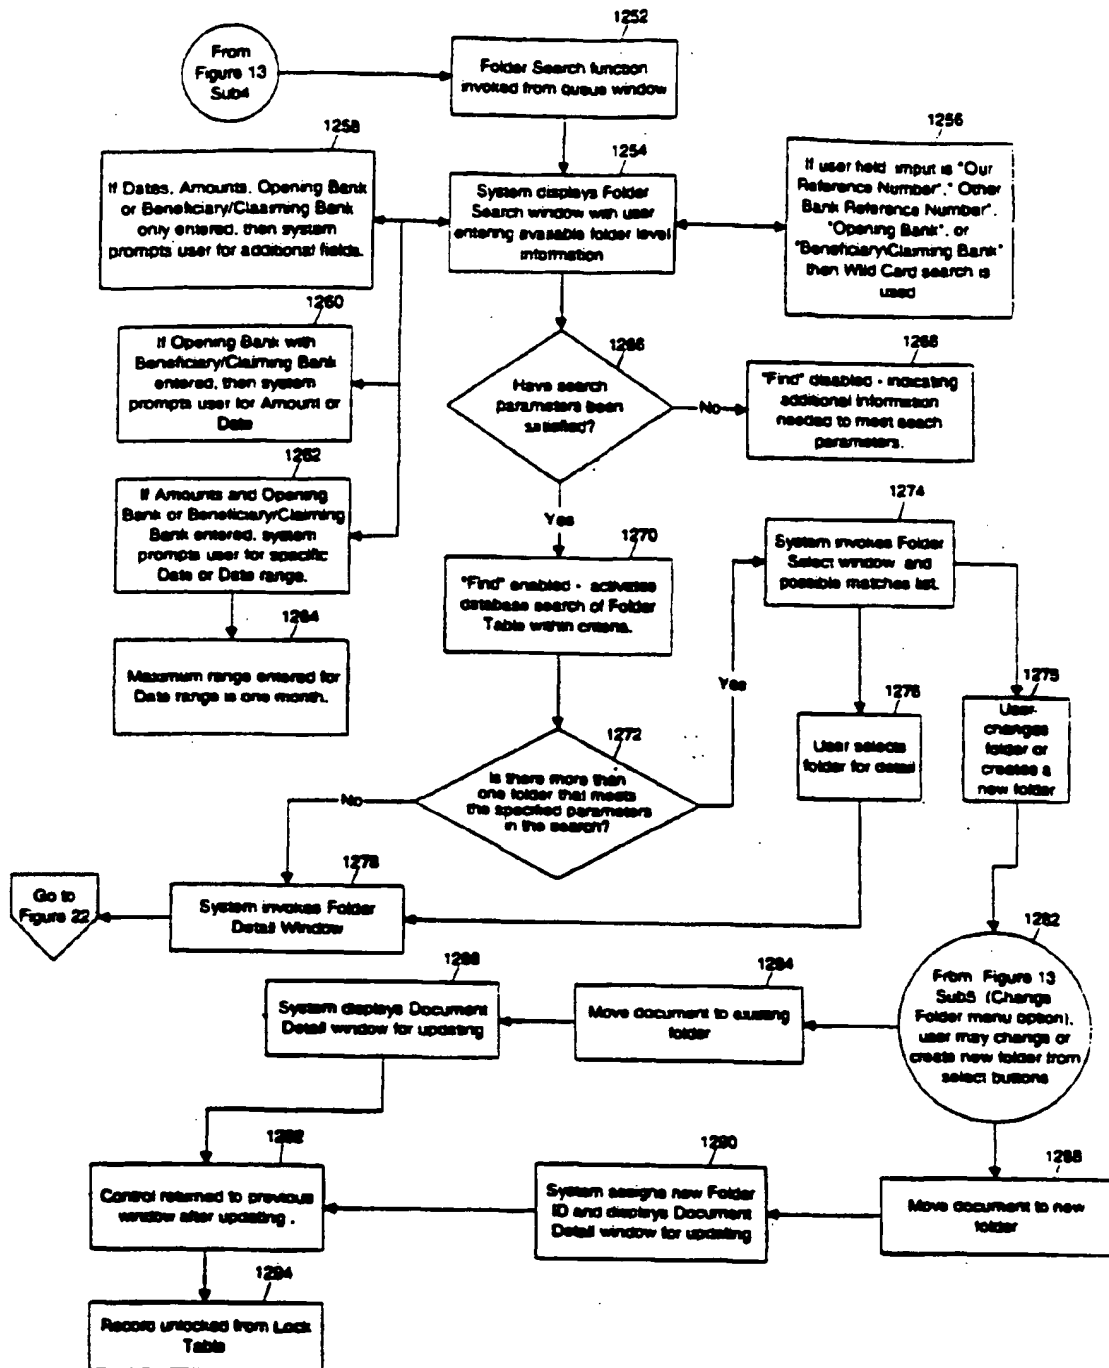 1252
From
Figure 13
Sub4
Folder Search function
invoked from queue window
1258
If Dates, Amounts, Opening Bank
or Beneficiary/Claaiming Bank
only entered, then system
prompts user for additional fields.
1254
System displays Folder
Search window with user
entering available folder level
information
1256
If user field input is "Our
Reference Number"," Other
Bank Reference Number",
"Opening Bank", or
"Beneficiary/Claiming Bank"
then Wild Card search is
used
1260
If Opening Bank with
Beneficiary/Claiming Bank
entered, then system
prompts user for Amount or
Date
1266
Have search
parameters been
satisfied?
No
1268
"Find" disabled - indicating
additional information
needed to meet seach
parameters.
1262
If Amounts and Opening
Bank or Beneficiary/Claiming
Bank entered, system
prompts user for specific
Date or Date range.
Yes
1270
"Find" enabled - activates
database search of Folder
Table within criteria.
1274
System invokes Folder
Select window and
possible matches list.
1264
Maximum range entered for
Date range is one month.
Yes
1276
User selects
folder for detail
1275
User
changes
folder or
creates a
new folder
1272
Is there more than
one folder that meets
the specified parameters
in the search?
No
1278
System invokes Folder
Detail Window
Go to
Figure 22
1282
From Figure 13
Sub5 (Change
Folder menu option),
user may change or
create new folder from
select buttons
1284
Move document to existing
folder
System displays Document
Detail window for updating
1288
Move document to new
folder
1290
System assigns new Folder
ID and displays Document
Detail window for updating
Control returned to previous
window after updating .
1294
Record unlocked from Lock
Table